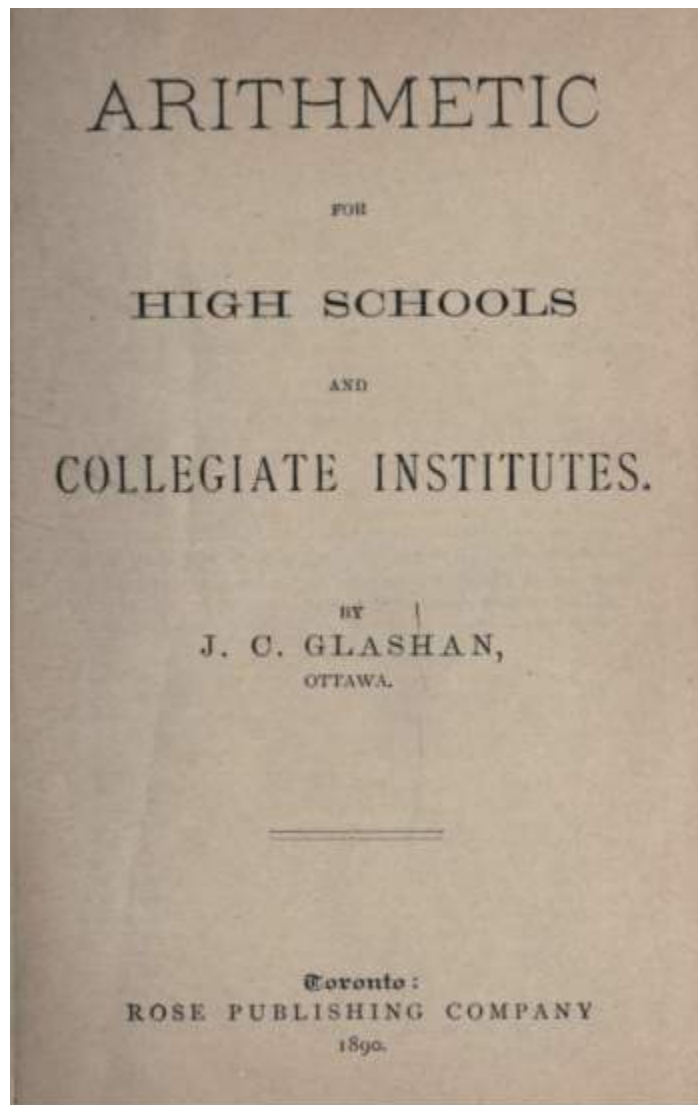 ARITHMETIC
FOR
HIGH SCHOOLS
AND
COLLEGIATE INSTITUTES.
BY
J. C. GLASHAN,
OTTAWA.
Toronto:
ROSE PUBLISHING COMPANY
1890.